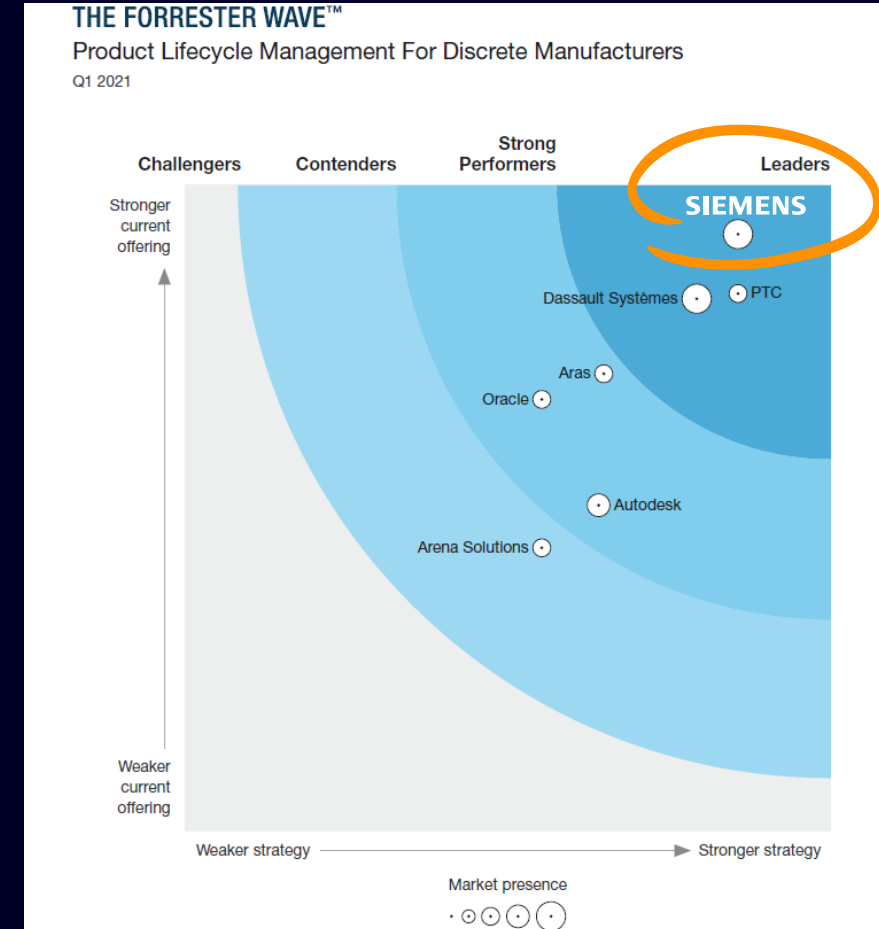 THE FORRESTER WAVE™
Product Lifecycle Management For Discrete Manufacturers
Q1 2021
Challengers
Contenders
Strong
Performers
Leaders
Stronger
current
offering
SIEMENS
Dassault Systèmes
PTC
Aras
Oracle
Autodesk
Arena Solutions
Weaker
current
offering
Weaker strategy
Stronger strategy
Market presence